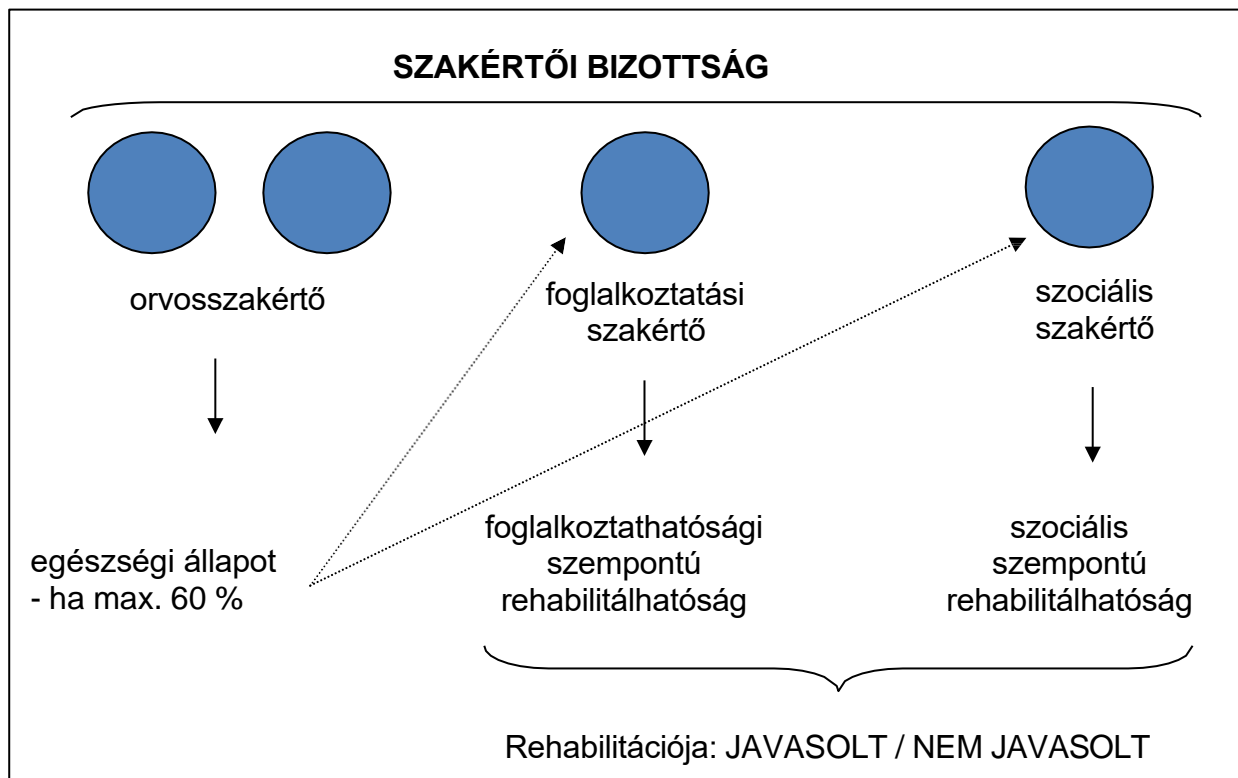 SZAKÉRTŐI BIZOTTSÁG
orvosszakértő
foglalkoztatási
szakértő
szociális
szakértő
egészségi állapot
- ha max. 60 %
foglalkoztathatósági
szempontú
rehabilitálhatóság
szociális
szempontú
rehabilitálhatóság
Rehabilitációja: JAVASOLT / NEM JAVASOLT